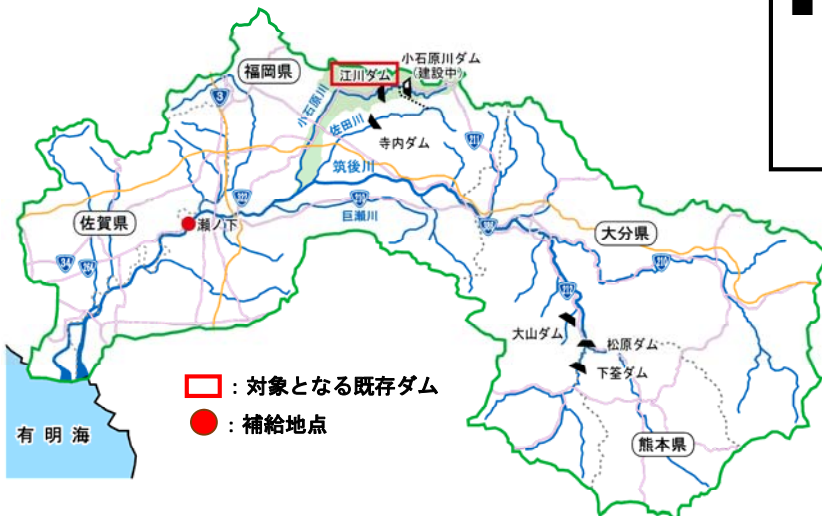 福岡県
江川ダム
小石原川ダム
(建設中)
3
小石原川
佐田川
寺内ダム
筑後川
佐賀県
瀬ノ下
巨瀬川
大分県
34
大山ダム
松原ダム
下筌ダム
：対象となる既存ダム
：補給地点
有明海
熊本県